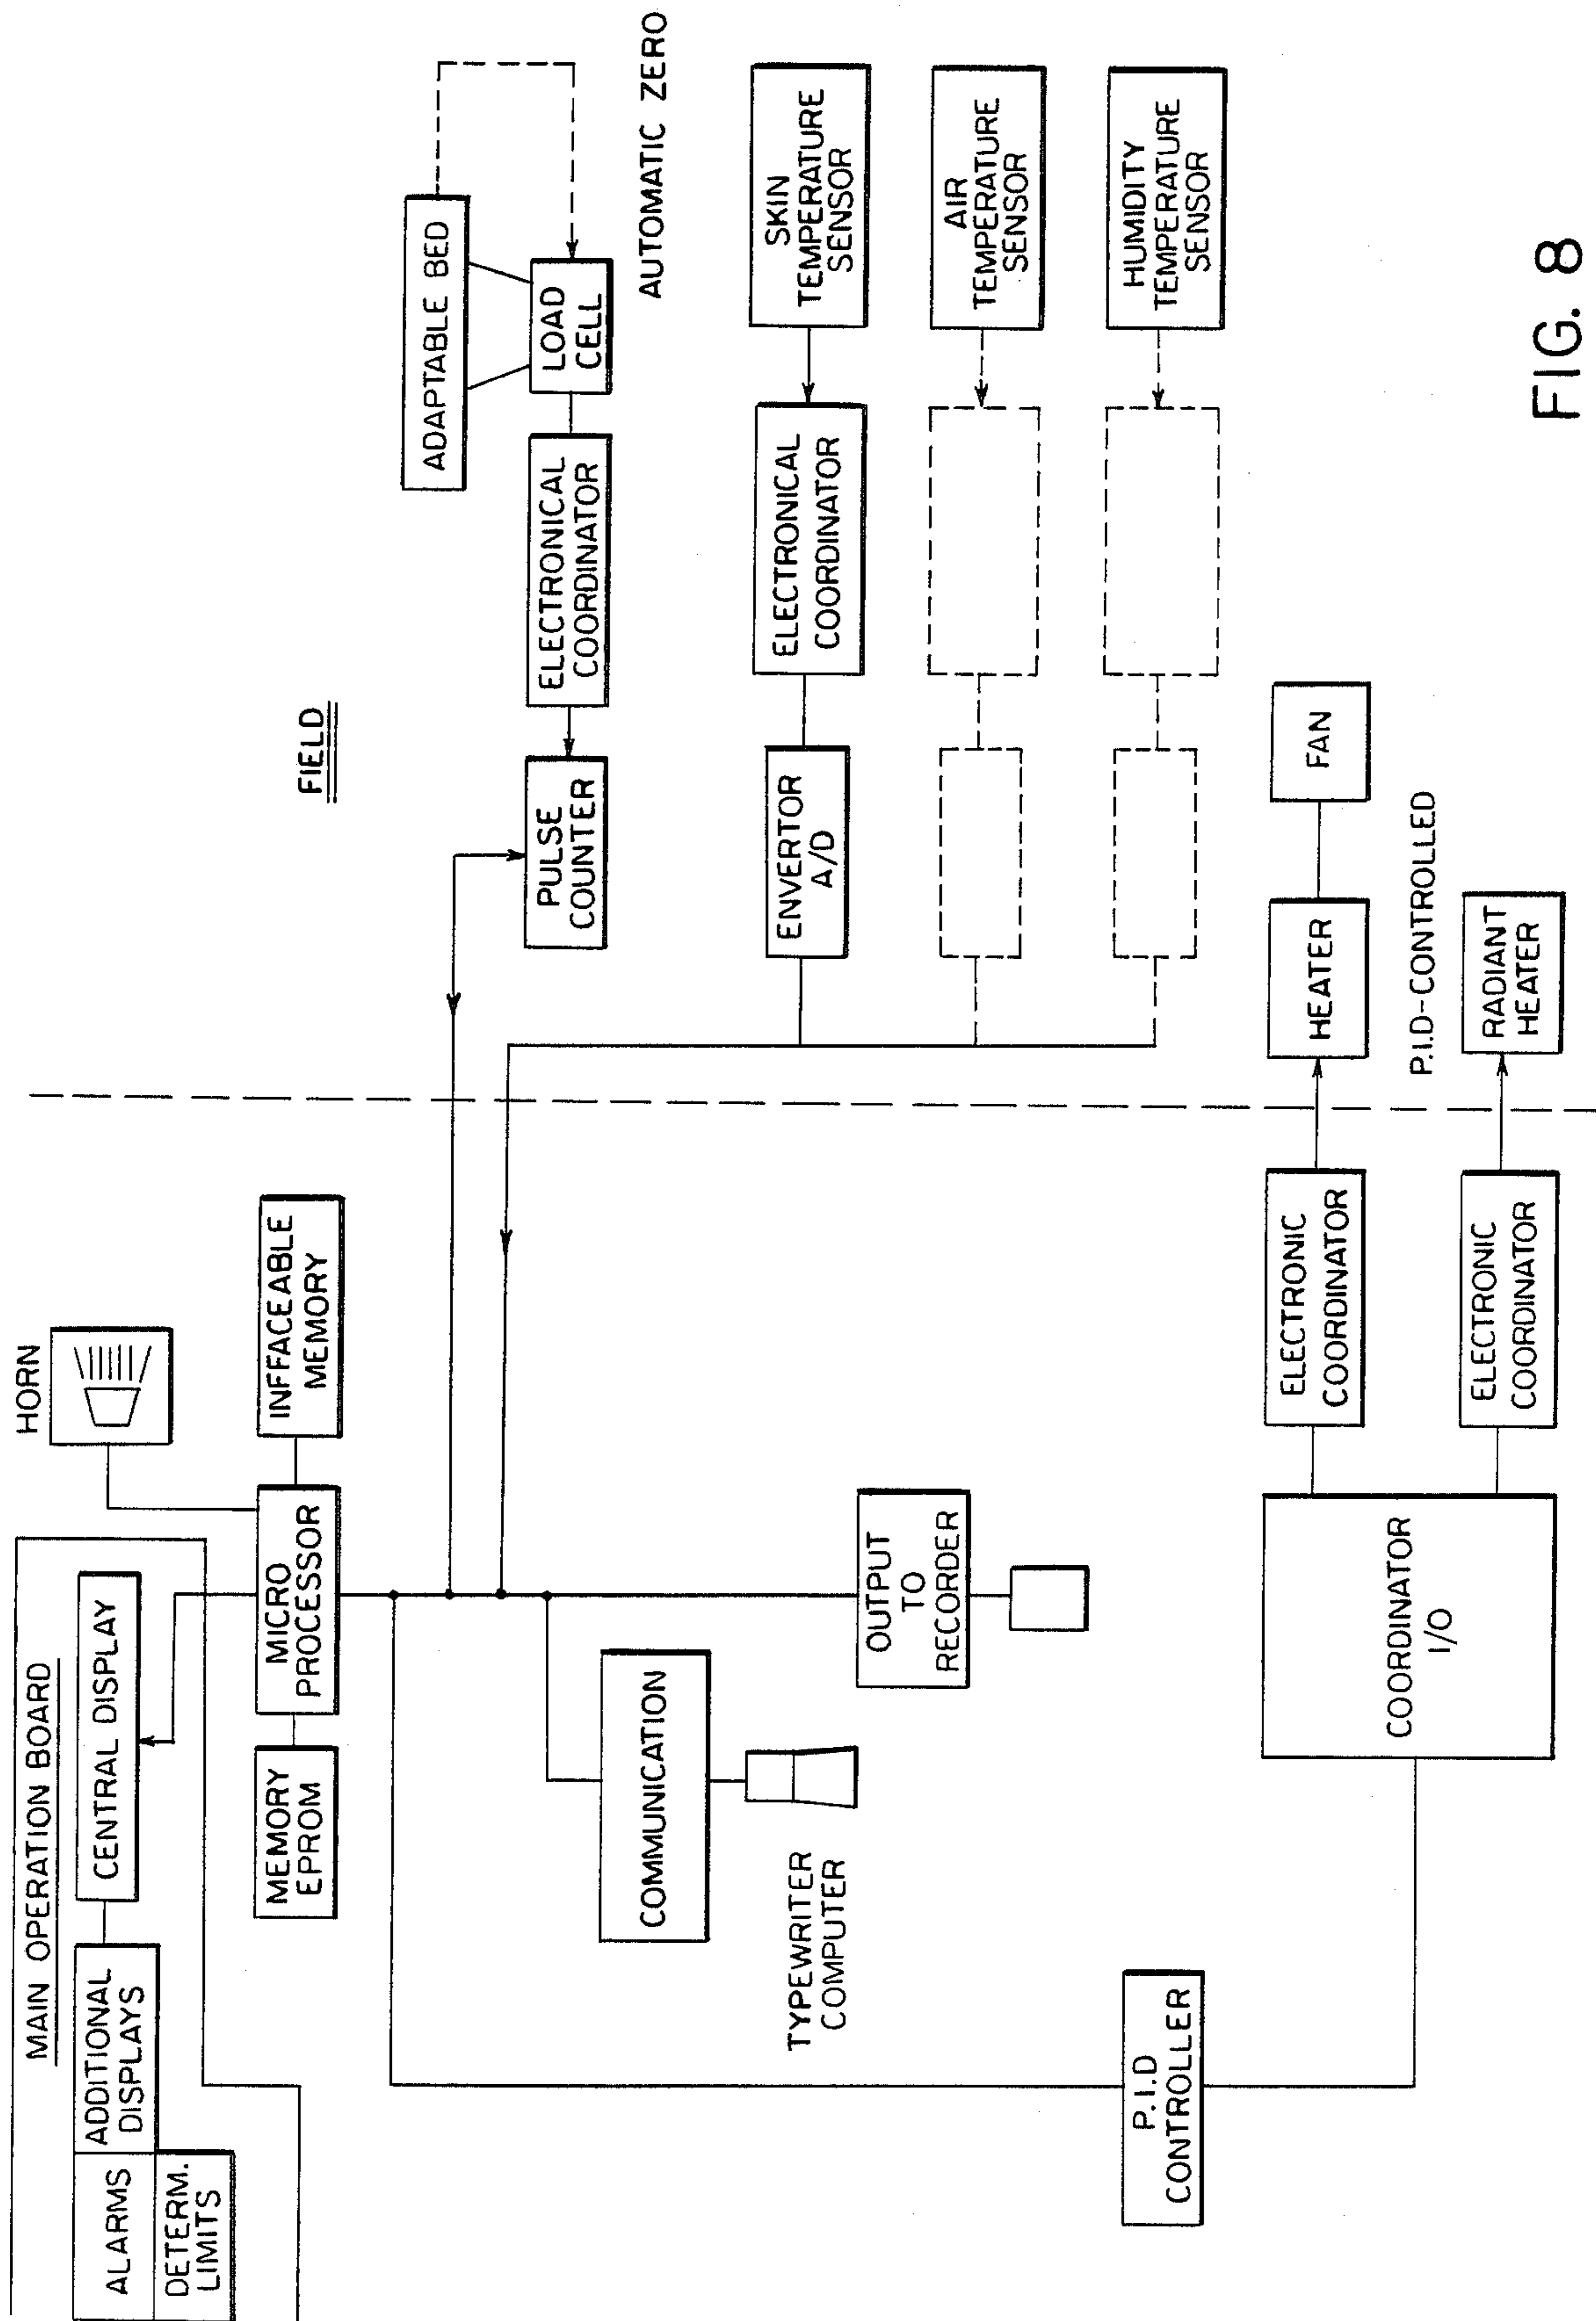 MAIN OPERATION BOARD
ALARMS
DETERM.
LIMITS
ADDITIONAL
DISPLAYS
CENTRAL DISPLAY
HORN
MEMORY
EPROM
MICRO
PROCESSOR
INFFACEABLE
MEMORY
COMMUNICATION
TYPEWRITER
COMPUTER
OUTPUT
TO
RECORDER
P.I.D
CONTROLLER
COORDINATOR
I/O
ELECTRONIC
COORDINATOR
ELECTRONIC
COORDINATOR
FIELD
ADAPTABLE BED
PULSE
COUNTER
ELECTRONICAL
COORDINATOR
LOAD
CELL
AUTOMATIC ZERO
ENVERTOR
A/D
ELECTRONICAL
COORDINATOR
SKIN
TEMPERATURE
SENSOR
AIR
TEMPERATURE
SENSOR
HUMIDITY
TEMPERATURE
SENSOR
HEATER
FAN
P.I.D-CONTROLLED
RADIANT
HEATER
FIG. 8